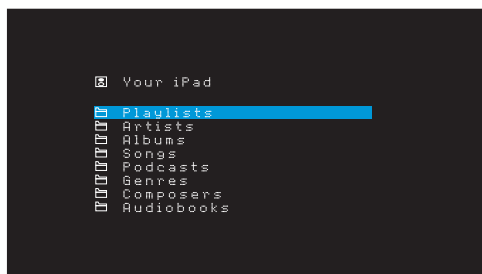 Your iPad
Playlists
Artists
Albums
Songs
Podcasts
Genres
Composers
Audiobooks